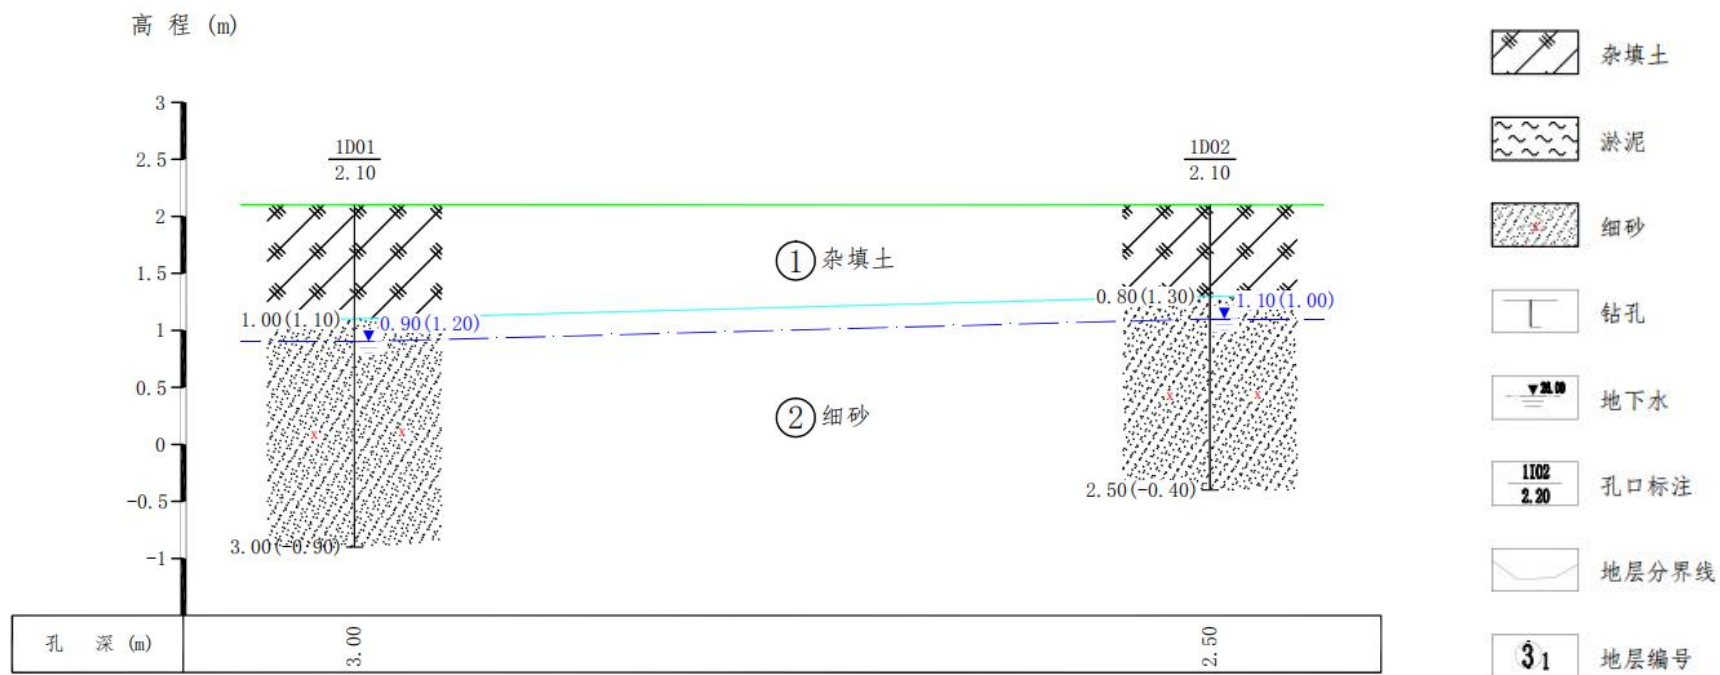 高 程 (m)
3
2.5
2
1.5
1
0.5
0
-0.5
-1
1D01
2.10
1D02
2.10
① 杂填土
1.00(1.10)
0.90(1.20)
0.80(1.30)
1.10(1.00)
② 细砂
3.00(-0.90)
2.50(-0.40)
孔 深 (m)
3.00
2.50
杂填土
淤泥
细砂
钻孔
地下水
1102
2.20
孔口标注
地层分界线
3 1
地层编号
x
x
x
x
x